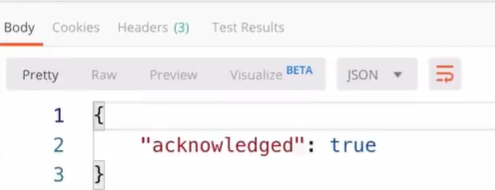 Body Cookies Headers (3) Test Results
Pretty Raw Preview Visualize BETA JSON
1 {
2 "acknowledged": true
3 }